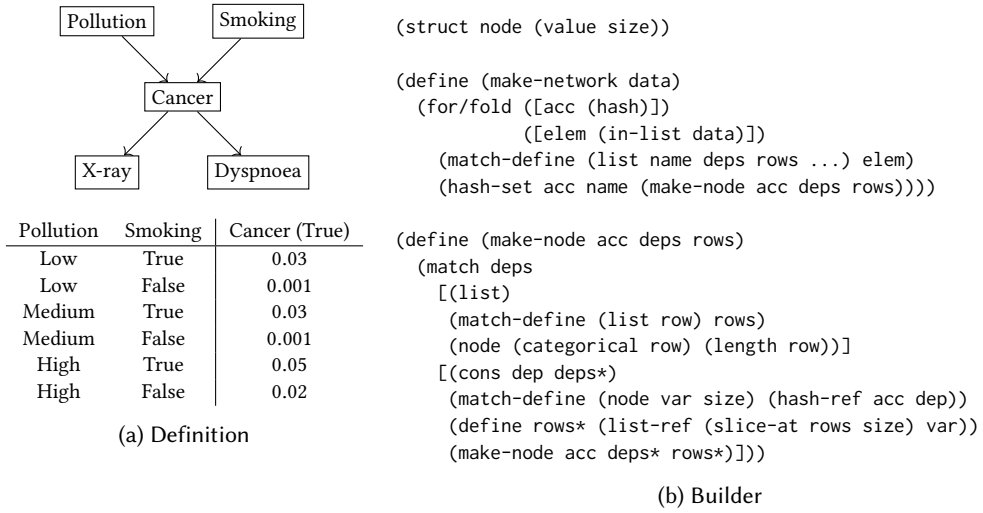 Pollution
Smoking
Cancer
X-ray
Dyspnoea
Pollution Smoking Cancer (True)
Low True 0.03
Low False 0.001
Medium True 0.03
Medium False 0.001
High True 0.05
High False 0.02
(a) Definition
(struct node (value size))
(define (make-network data)
(for/fold ([acc (hash)])
([elem (in-list data)])
(match-define (list name deps rows ...) elem)
(hash-set acc name (make-node acc deps rows))))
(define (make-node acc deps rows)
(match deps
[(list)
(match-define (list row) rows)
(node (categorical row) (length row))]
[(cons dep deps*)
(match-define (node var size) (hash-ref acc dep))
(define rows* (list-ref (slice-at rows size) var))
(make-node acc deps* rows*)]))
(b) Builder